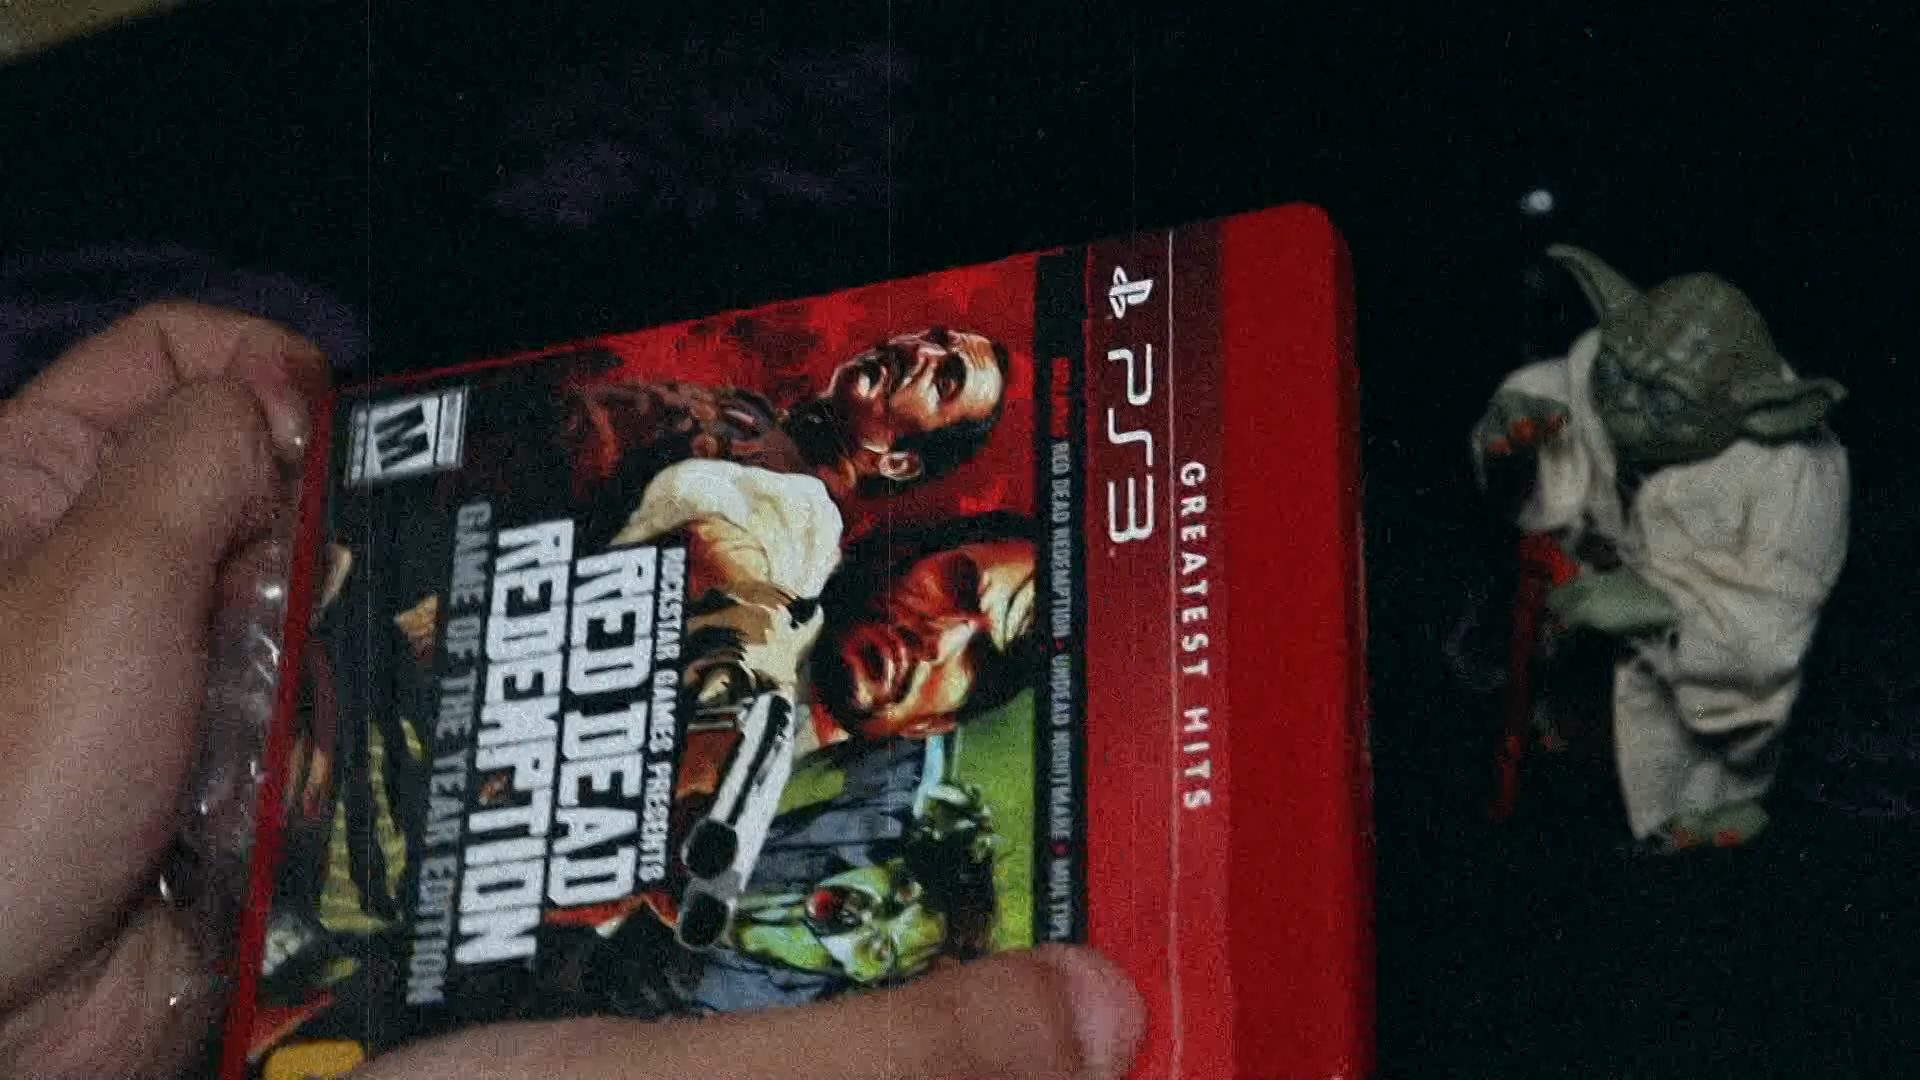 PS3
GREATEST HITS
RED DEAD REDEMPTION • UNDEAD NIGHTMARE • MULTIPL
ROCKSTAR GAMES PRESENTS
RED DEAD
REDEMPTION
GAME OF THE YEAR EDITION
M